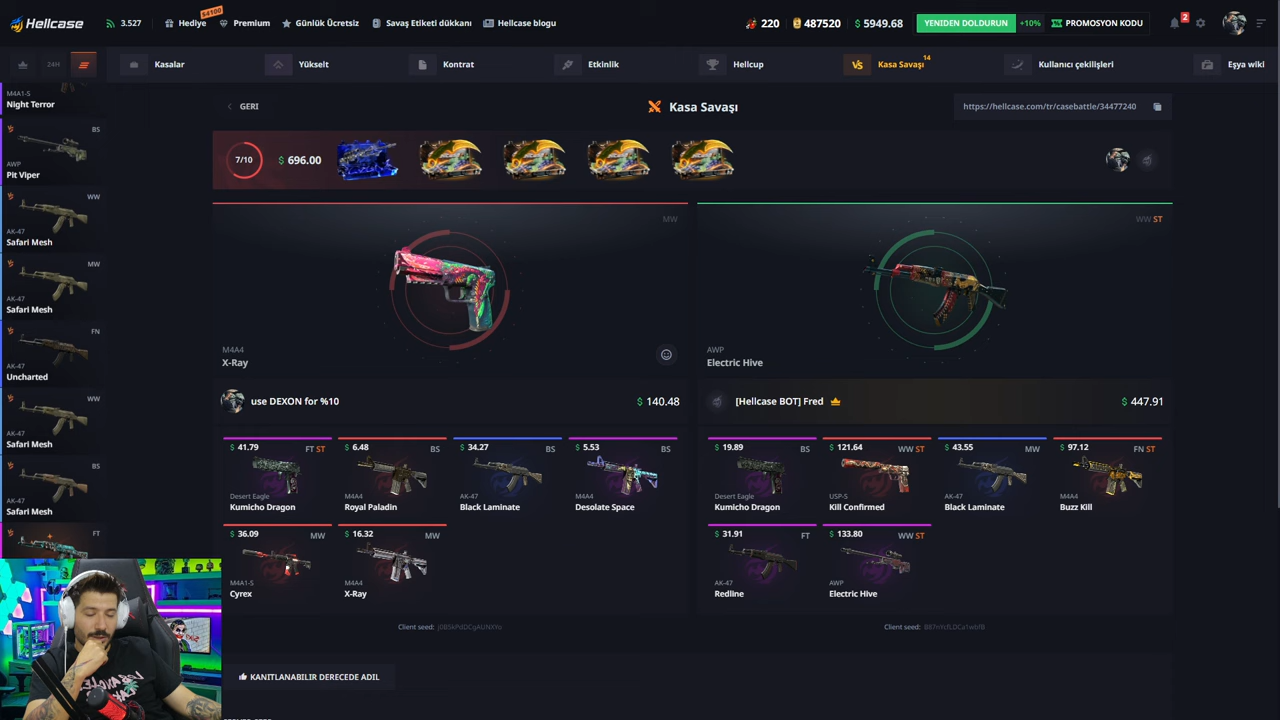 Hellcase
3.527
Hediye
$4100
Premium
Günlük Ücretsiz
Savaş Etiketi dükkanı
Hellcase blogu
220
487520
$ 5949.68
YENİDEN DOLDURUN
+10%
PROMOSYON KODU
2
24H
Kasalar
Yükselt
Kontrat
Etkinlik
Hellcup
VS
Kasa Savaşı
14
Kullanıcı çekilişleri
Eşya wiki
M4A1-S
Night Terror
BS
AWP
Pit Viper
WW
AK-47
Safari Mesh
MW
AK-47
Safari Mesh
FN
AK-47
Uncharted
WW
AK-47
Safari Mesh
BS
AK-47
Safari Mesh
FT
GERİ
Kasa Savaşı
https://hellcase.com/tr/casebattle/34477240
7/10
$ 696.00
MW
M4A4
X-Ray
WW ST
AWP
Electric Hive
use DEXON for %10
$ 140.48
[Hellcase BOT] Fred
$ 447.91
$ 41.79
FT ST
Desert Eagle
Kumicho Dragon
$ 6.48
BS
M4A4
Royal Paladin
$ 34.27
BS
AK-47
Black Laminate
$ 5.53
BS
M4A4
Desolate Space
$ 36.09
MW
M4A1-S
Cyrex
$ 16.32
MW
M4A4
X-Ray
$ 19.89
BS
Desert Eagle
Kumicho Dragon
$ 121.64
WW ST
USP-S
Kill Confirmed
$ 43.55
MW
AK-47
Black Laminate
$ 97.12
FN ST
M4A4
Buzz Kill
$ 31.91
FT
AK-47
Redline
$ 133.80
WW ST
AWP
Electric Hive
Client seed:
Client seed:
KANITLANABILIR DERECEDE ADIL